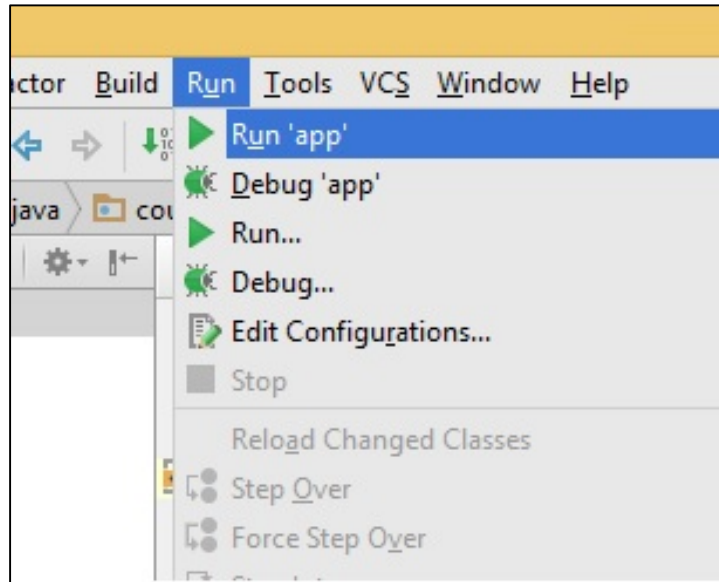 actor Build Run Tools VCS Window Help
Run 'app'
java cou
Debug 'app'
Run...
Debug...
Edit Configurations...
Stop
Reload Changed Classes
Step Over
Force Step Over